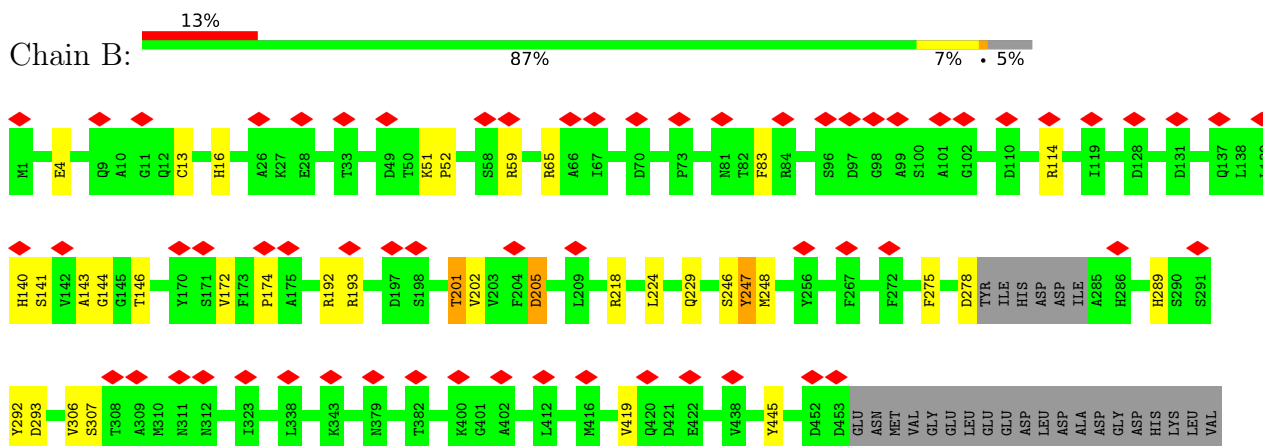 13%
Chain B:
87% 7% • 5%
M1 E4 Q9 A10 G11 Q12 C13 H16 A26 K27 E28 T33 D49 T50 K51 P52 S58 R59 R65 A66 I67 D70 P73 N81 T82 F83 R84 S96 D97 G98 A99 S100 A101 G102 D110 R114 I119 D128 D131 Q137 L138
H140 S141 V142 A143 G144 G145 T146 Y170 S171 V172 F173 P174 A175 R192 R193 D197 S198 T201 V202 V203 F204 D205 L209 R218 L224 Q229 S246 Y247 M248 Y256 F267 F272 F275 D278 TYR ILE HIS ASP ASP ILE A285 H286 H289 S290 S291
Y292 D293 V306 S307 T308 A309 M310 N311 N312 I323 L338 K343 N379 T382 K400 G401 A402 L412 M416 V419 Q420 D421 E422 V438 Y445 D452 D453 GLU ASN MET VAL GLY GLU LEU GLU GLU ASP LEU ASP ALA ASP GLY ASP HIS LYS LEU VAL